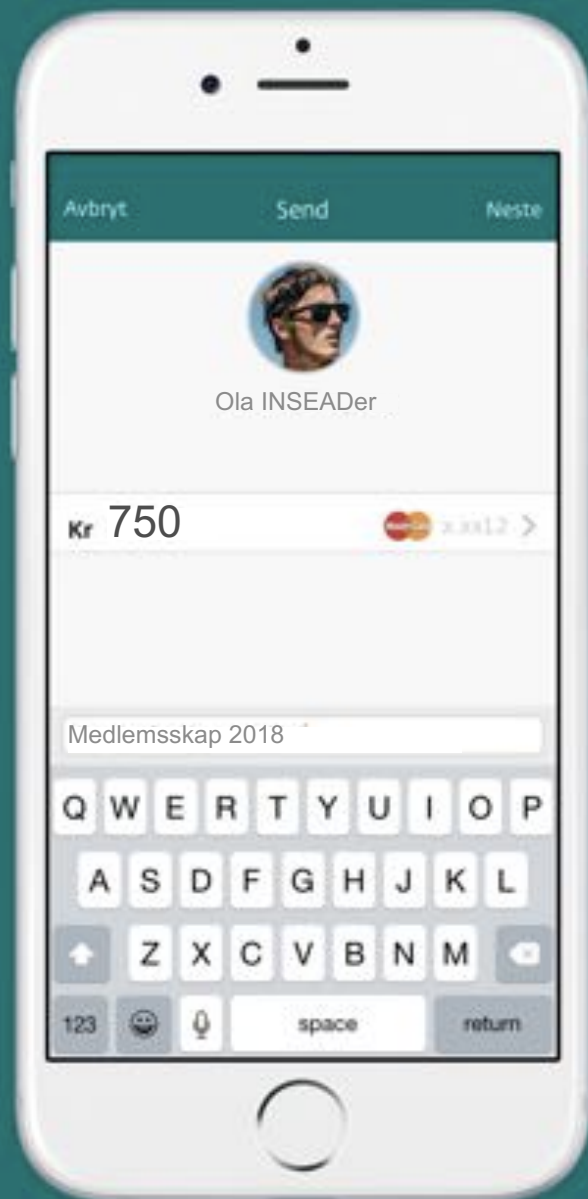 Avbryt Send Neste
Ola INSEADer
Kr 750
Medlemsskap 2018
Q W E R T Y U I O P
A S D F G H J K L
Z X C V B N M
123 space return